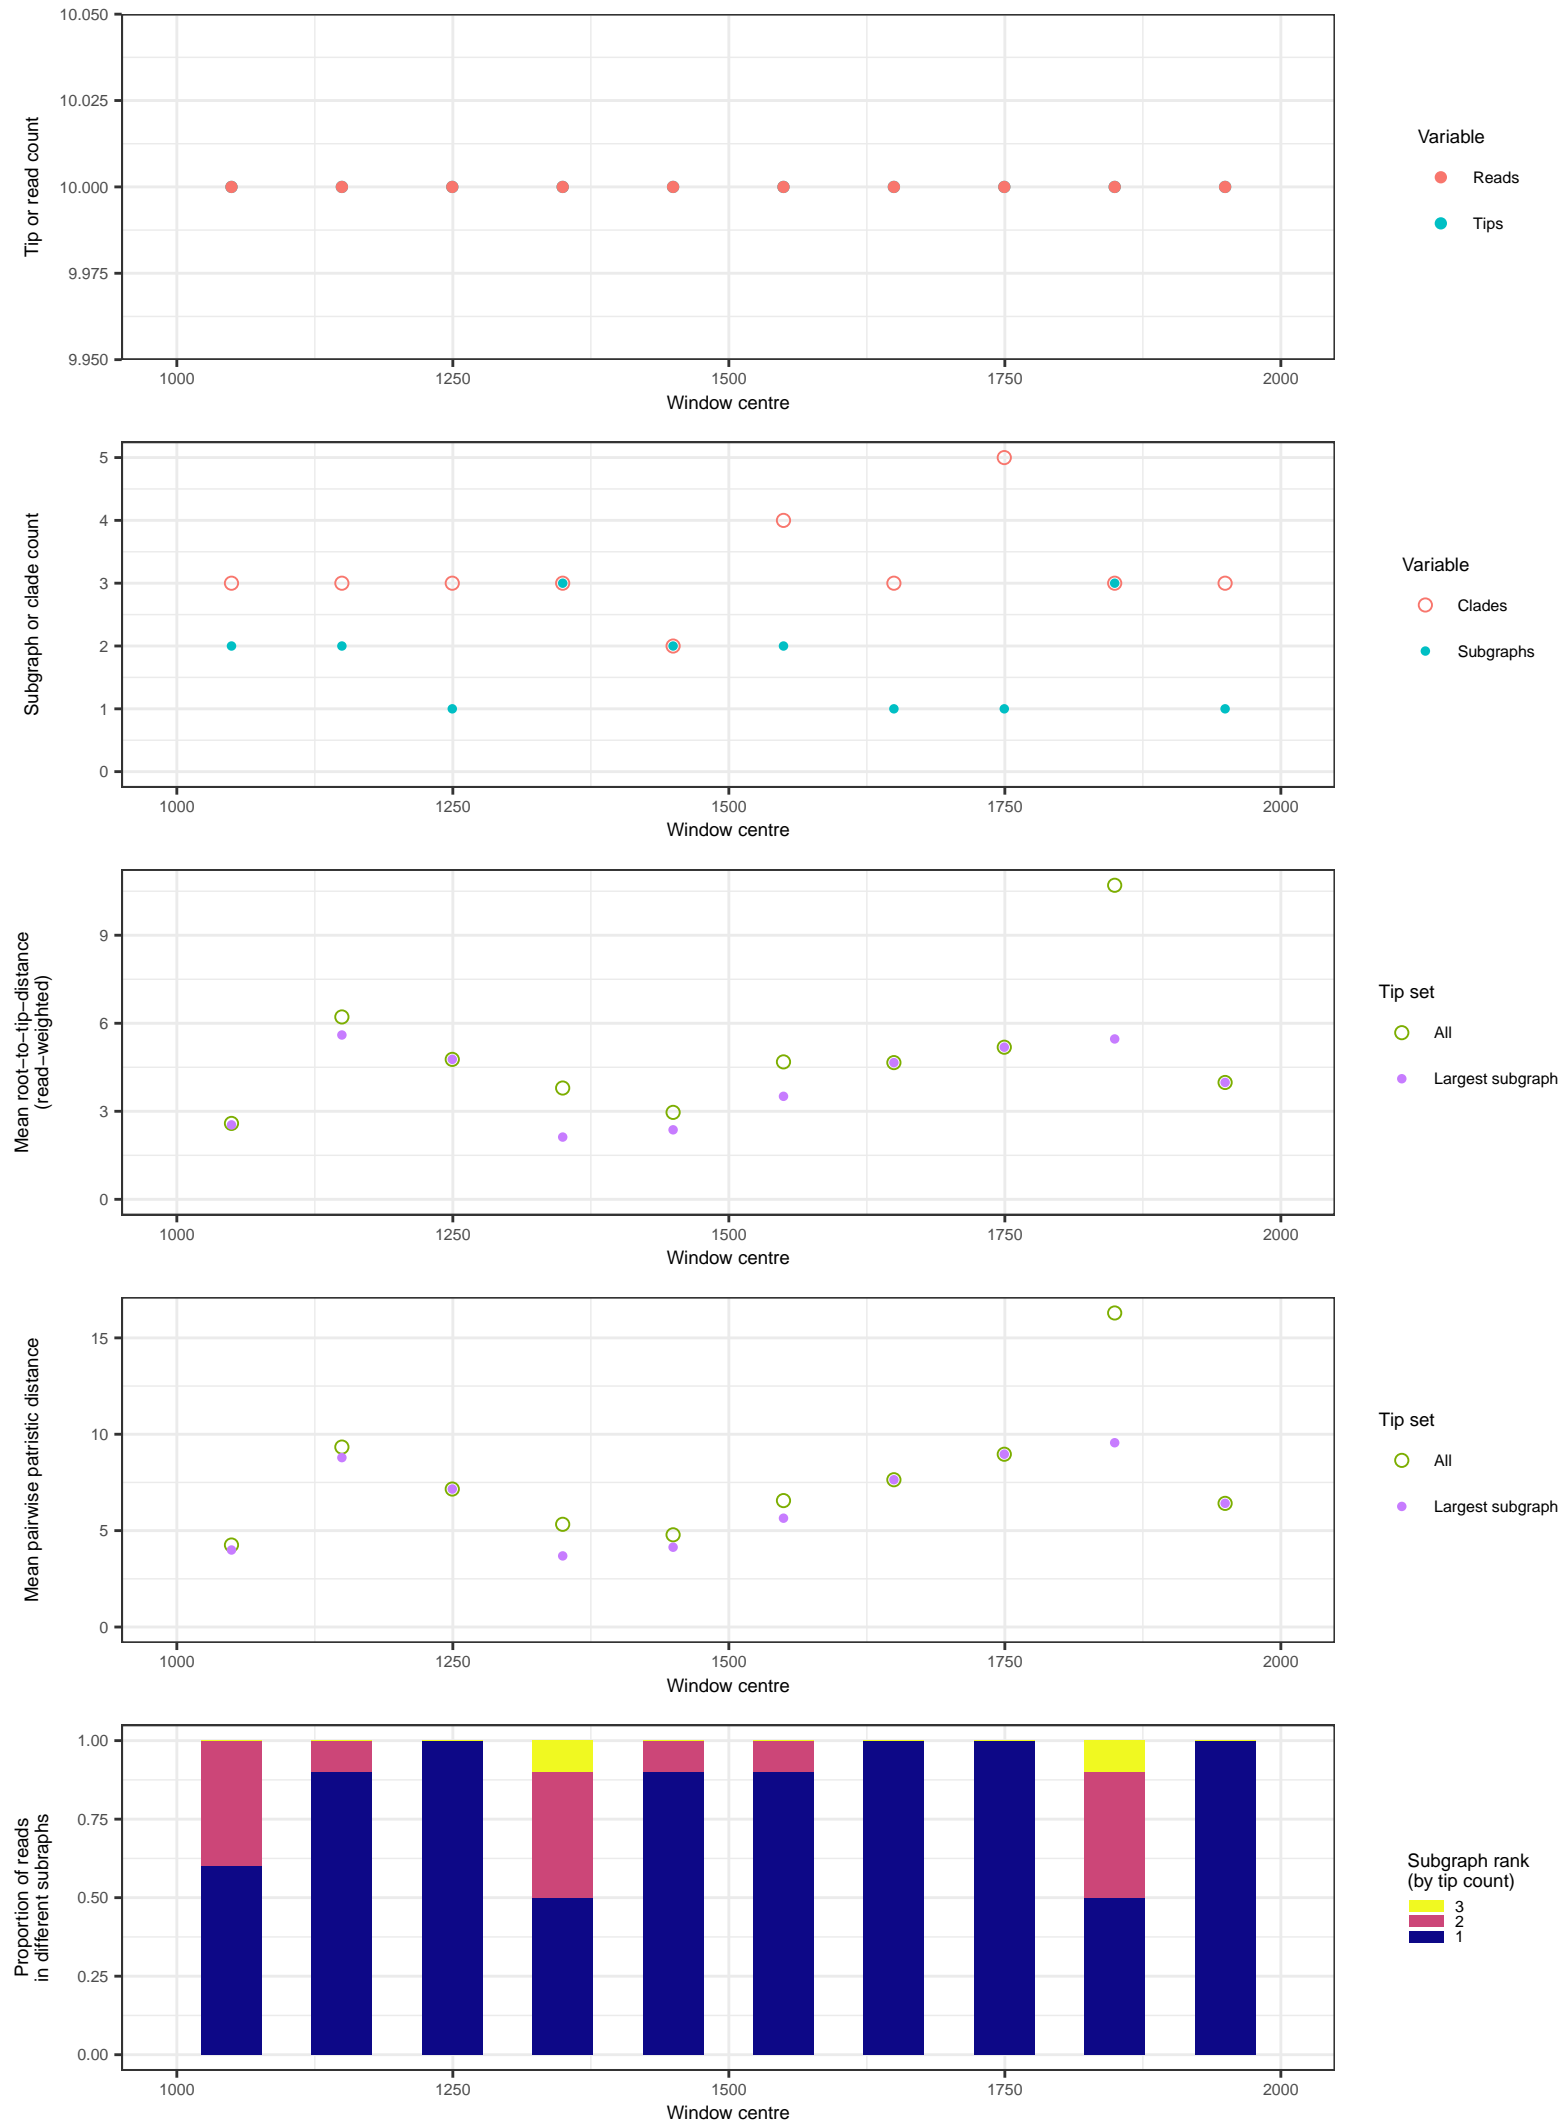 10.050
10.025
10.000
9.975
9.950
Tip or read count
1000 1250 1500 1750 2000
Window centre
Variable
Reads
Tips
5
4
3
2
1
0
Subgraph or clade count
1000 1250 1500 1750 2000
Window centre
Variable
Clades
Subgraphs
9
6
3
0
Mean root−to−tip−distance
(read−weighted)
1000 1250 1500 1750 2000
Window centre
Tip set
All
Largest subgraph
15
10
5
0
Mean pairwise patristic distance
1000 1250 1500 1750 2000
Window centre
Tip set
All
Largest subgraph
1.00
0.75
0.50
0.25
0.00
Proportion of reads
in different subraphs
1000 1250 1500 1750 2000
Window centre
Subgraph rank
(by tip count)
3
2
1